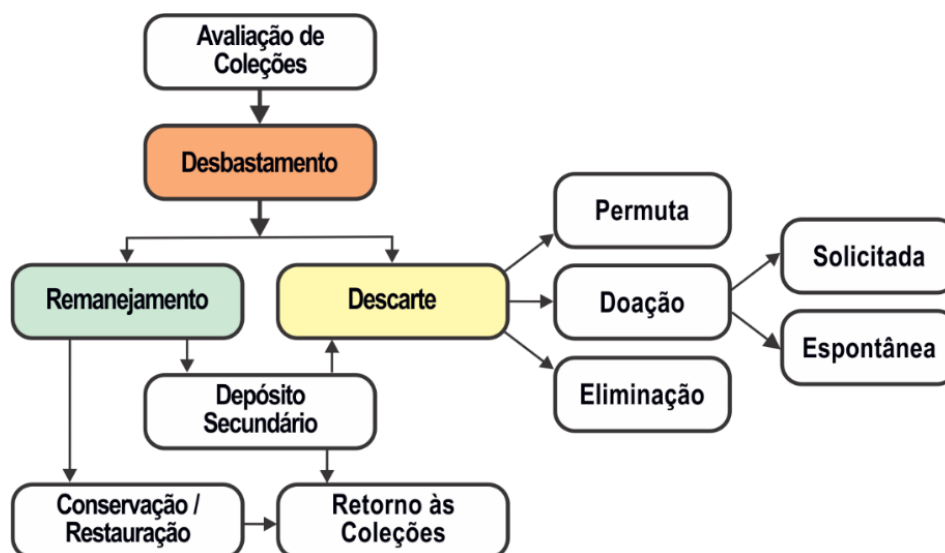 Avaliação de
Coleções
Desbastamento
Permuta
Solicitada
Remanejamento
Descarte
Doação
Espontânea
Depósito
Secundário
Eliminação
Conservação /
Restauração
Retorno às
Coleções